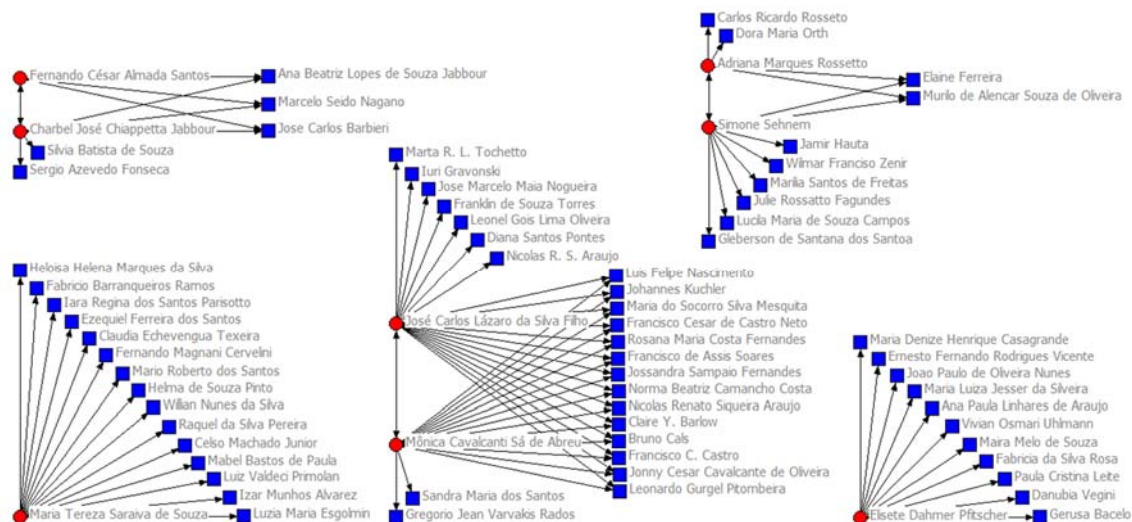 Fernando César Almada Santos
Ana Beatriz Lopes de Souza Jabbour
Marcelo Seido Nagano
Charbel José Chiappetta Jabbour
Jose Carlos Barbieri
Silvia Batista de Souza
Sergio Azevedo Fonseca
Carlos Ricardo Rosseto
Dora Maria Orth
Adriana Marques Rossetto
Elaine Ferreira
Murilo de Alencar Souza de Oliveira
Simone Sehnem
Jamir Hauta
Wilmar Franciso Zenir
Marilia Santos de Freitas
Julie Rossatto Fagundes
Lucila Maria de Souza Campos
Gleberson de Santana dos Santoa
Marta R. L. Tochetto
Iuri Gravonski
Jose Marcelo Maia Nogueira
Franklin de Souza Torres
Leonel Gois Lima Oliveira
Diana Santos Pontes
Nicolas R. S. Araujo
Luis Felipe Nascimento
Johannes Kuchler
Maria do Socorro Silva Mesquita
José Carlos Lázaro da Silva Filho
Francisco Cesar de Castro Neto
Rosana Maria Costa Fernandes
Francisco de Assis Soares
Jossandra Sampaio Fernandes
Norma Beatriz Camancho Costa
Nicolas Renato Siqueira Araujo
Claire Y. Barlow
Bruno Cals
Mônica Cavalcanti Sá de Abreu
Francisco C. Castro
Jonny Cesar Cavalcante de Oliveira
Leonardo Gurgel Pitombeira
Sandra Maria dos Santos
Gregorio Jean Varvakis Rados
Heloisa Helena Marques da Silva
Fabricio Barranqueiros Ramos
Iara Regina dos Santos Parisotto
Ezequiel Ferreira dos Santos
Claudia Echevengua Texeira
Fernando Magnani Cervelini
Mario Roberto dos Santos
Helma de Souza Pinto
Wilian Nunes da Silva
Raquel da Silva Pereira
Celso Machado Junior
Mabel Bastos de Paula
Luiz Valdeci Primolan
Izar Munhos Alvarez
Maria Tereza Saraiva de Souza
Luzia Maria Esgolmin
Maria Denize Henrique Casagrande
Ernesto Fernando Rodrigues Vicente
Joao Paulo de Oliveira Nunes
Maria Luiza Jesser da Silveira
Ana Paula Linhares de Araujo
Vivian Osmari Uhlmann
Maira Melo de Souza
Fabricia da Silva Rosa
Paula Cristina Leite
Danubia Vegini
Elisete Dahmer Pfitscher
Gerusa Bacelo